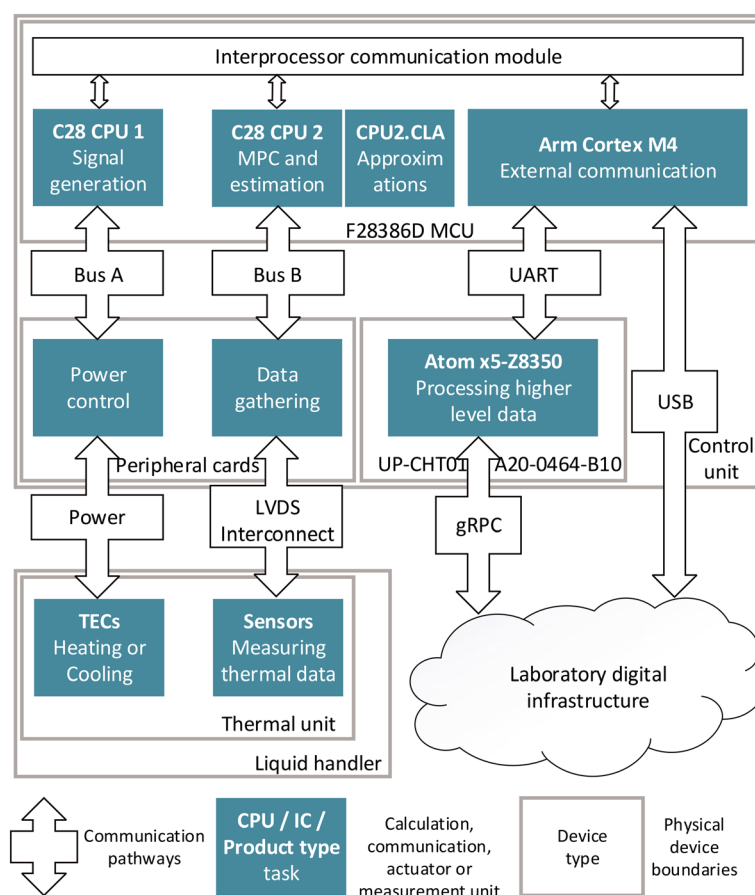 Interprocessor communication module
C28 CPU 1
Signal
generation
C28 CPU 2
MPC and
estimation
CPU2.CLA
Approxim
ations
Arm Cortex M4
External communication
F28386D MCU
Bus A
Bus B
UART
Power
control
Data
gathering
Atom x5-Z8350
Processing higher
level data
USB
Peripheral cards
UP-CHT01
A20-0464-B10
Control
unit
Power
LVDS
Interconnect
gRPC
TECs
Heating or
Cooling
Sensors
Measuring
thermal data
Thermal unit
Liquid handler
Laboratory digital
infrastructure
Communication
pathways
CPU / IC /
Product type
task
Calculation,
communication,
actuator or
measurement unit
Device
type
Physical
device
boundaries